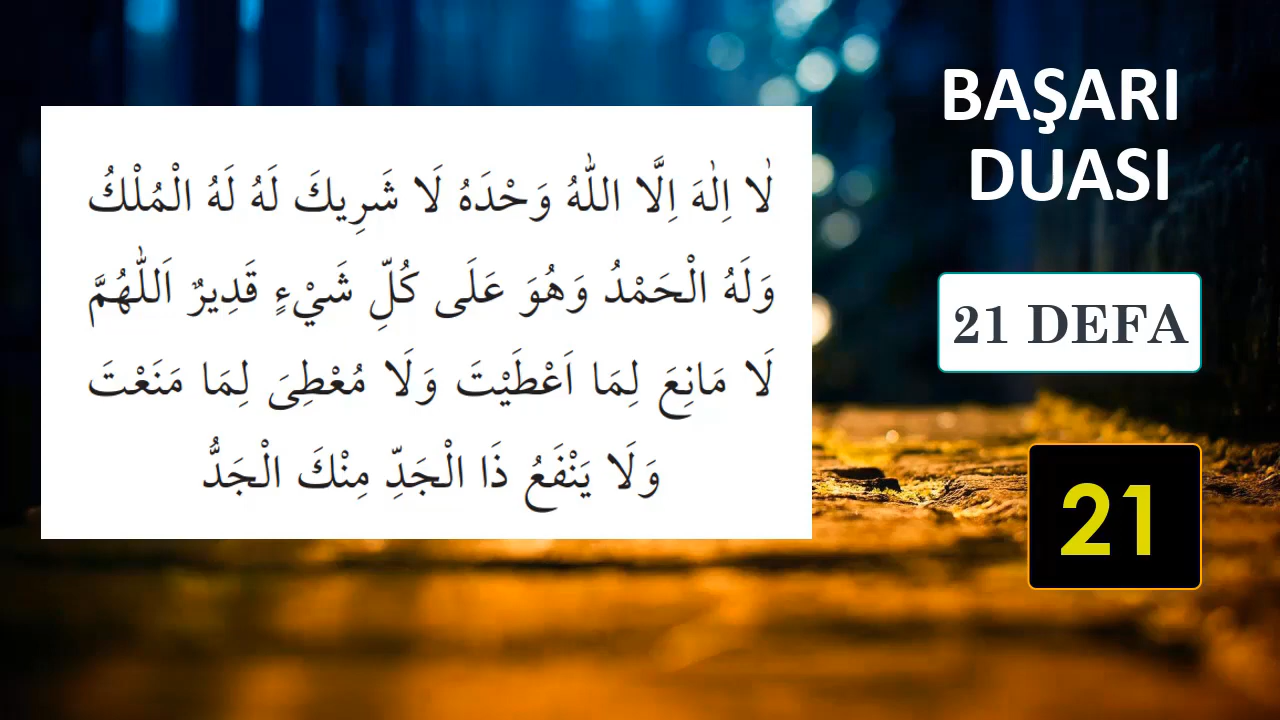 لٰا اِلٰهَ اِلَّا اللّٰهُ وَحْدَهُ لَا شَرِيكَ لَهُ لَهُ الْمُلْكُ
وَلَهُ الْحَمْدُ وَهُوَ عَلَى كُلِّ شَيْءٍ قَدِيرٌ اَللّٰهُمَّ
لَا مَانِعَ لِمَا اَعْطَيْتَ وَلَا مُعْطِىَ لِمَا مَنَعْتَ
وَلَا يَنْفَعُ ذَا الْجَدِّ مِنْكَ الْجَدُّ
BAŞARI
DUASI
21 DEFA
21